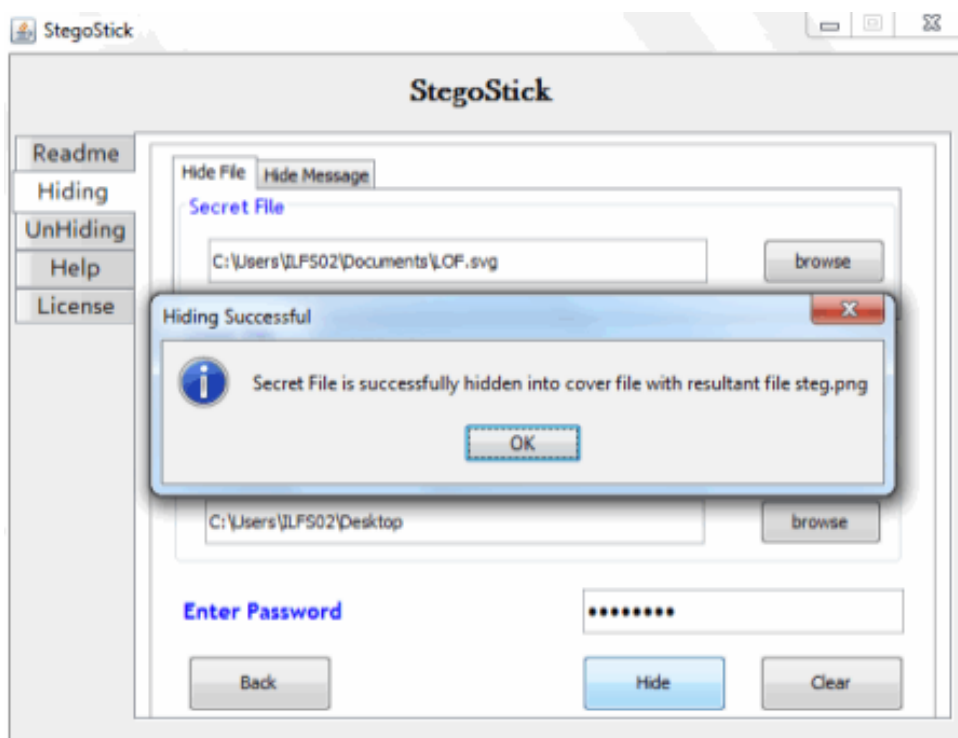 StegoStick
StegoStick
Readme
Hiding
UnHiding
Help
License
Hide File Hide Message
Secret File
C:\Users\ILFS02\Documents\LOF.svg browse
Hiding Successful
Secret File is successfully hidden into cover file with resultant file steg.png
OK
C:\Users\ILFS02\Desktop browse
Enter Password ••••••••
Back Hide Clear